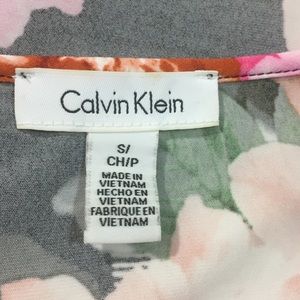 Calvin Klein
S/
CH/P
MADE IN
VIETNAM
HECHO EN
VIETNAM
FABRIQUE EN
VIETNAM